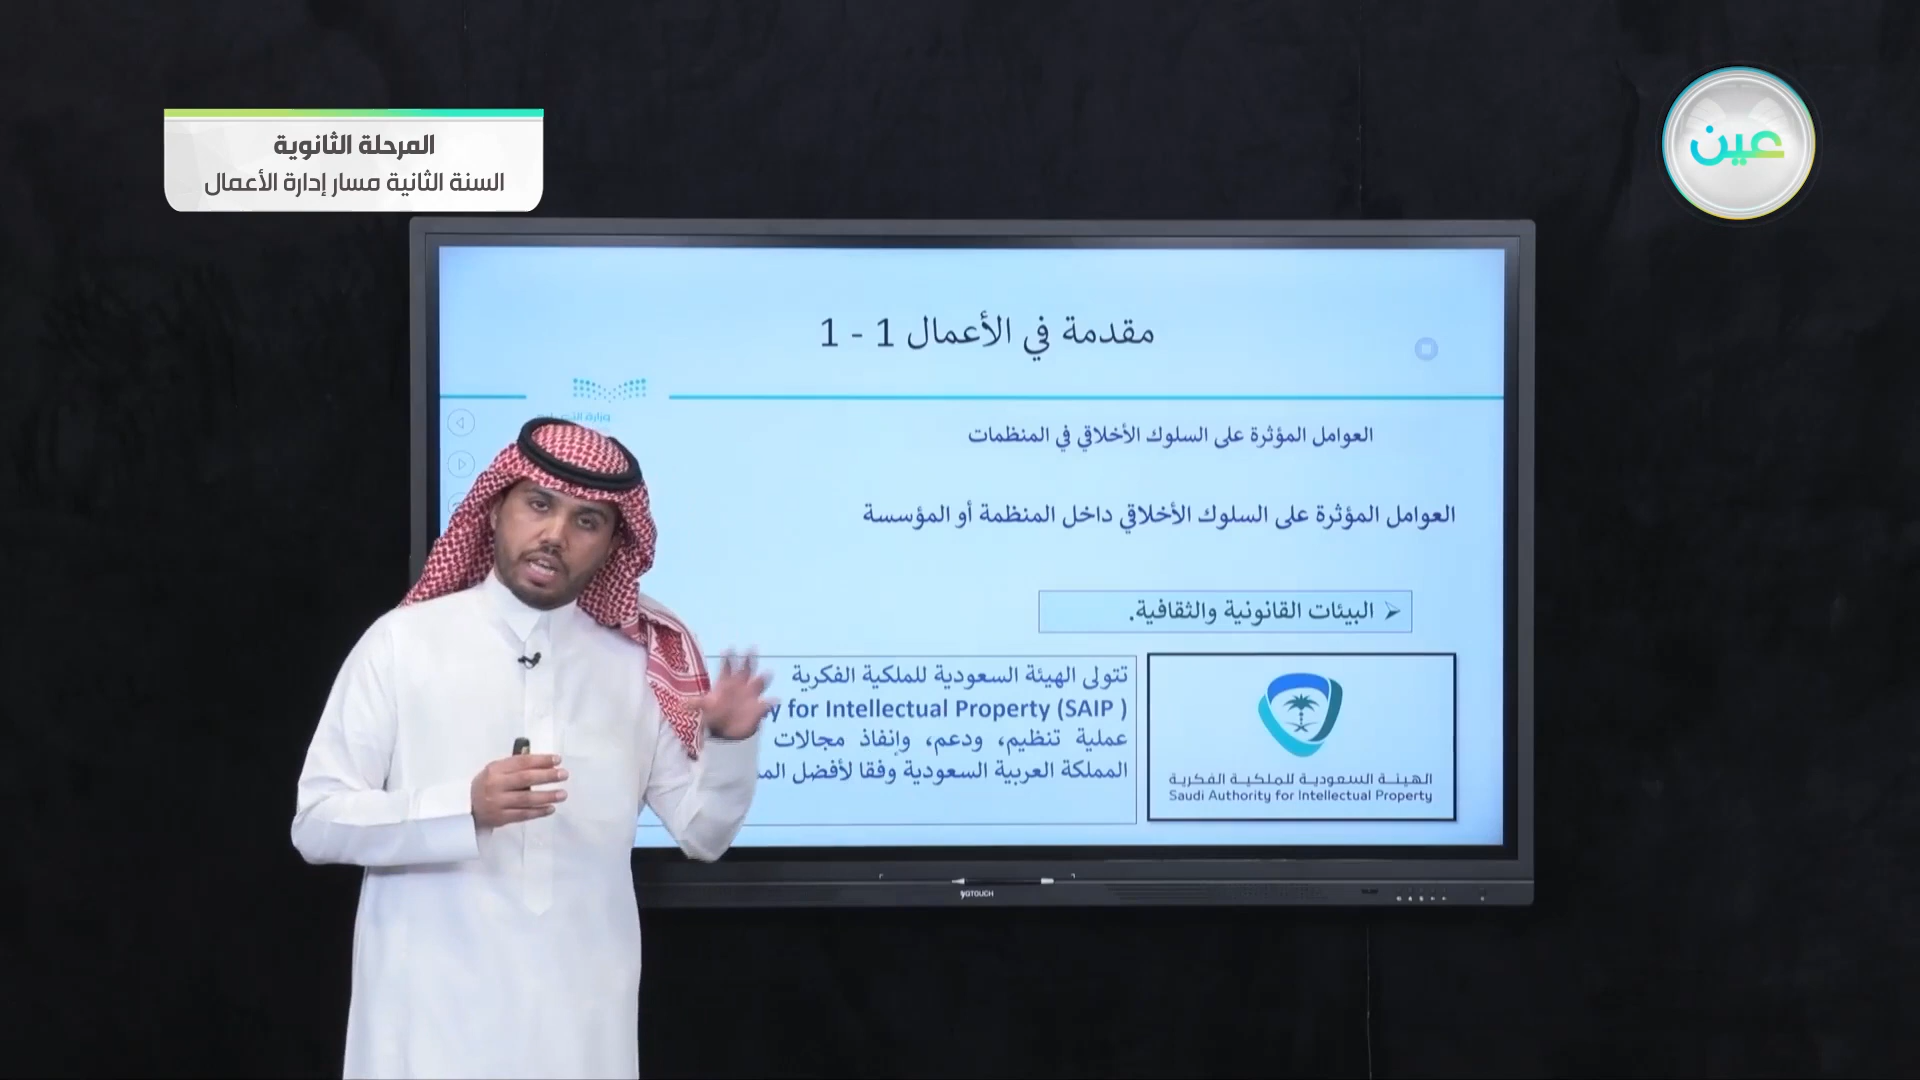 المرحلة الثانوية
السنة الثانية مسار إدارة الأعمال
عين
مقدمة في الأعمال 1 - 1
العوامل المؤثرة على السلوك الأخلاقي في المنظمات
العوامل المؤثرة على السلوك الأخلاقي داخل المنظمة أو المؤسسة
البيئات القانونية والثقافية.
تتولى الهيئة السعودية للملكية الفكرية
for Intellectual Property (SAIP )
عملية تنظيم، ودعم، وإنفاذ مجالات
المملكة العربية السعودية وفقا لأفضل
الهيئة السعودية للملكية الفكرية
Saudi Authority for Intellectual Property